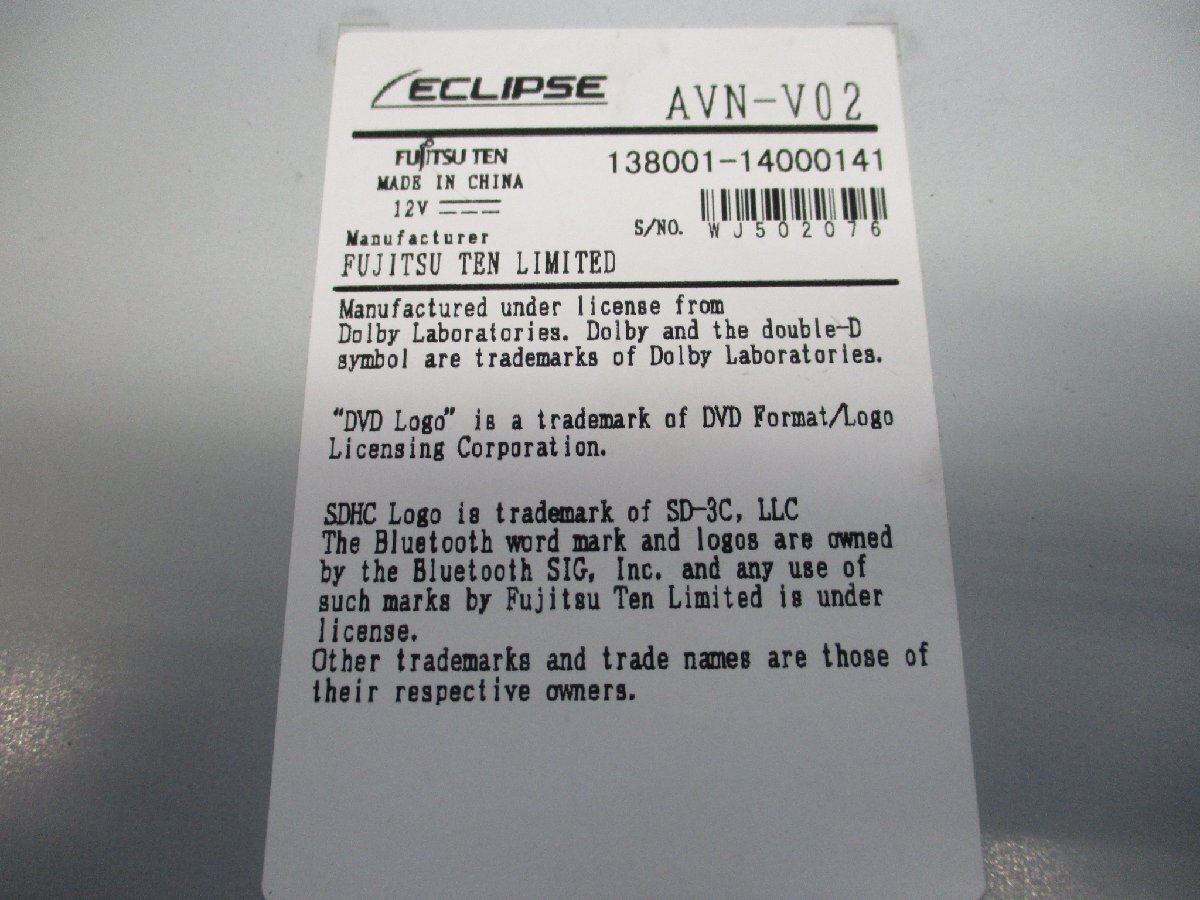 ECLIPSE AVN-V02
FUJITSU TEN 138001-14000141
MADE IN CHINA
12V
S/NO. WJ502076
Manufacturer
FUJITSU TEN LIMITED
Manufactured under license from
Dolby Laboratories. Dolby and the double-D
symbol are trademarks of Dolby Laboratories.
"DVD Logo" is a trademark of DVD Format/Logo
Licensing Corporation.
SDHC Logo is trademark of SD-3C, LLC
The Bluetooth word mark and logos are owned
by the Bluetooth SIG, Inc. and any use of
such marks by Fujitsu Ten Limited is under
license.
Other trademarks and trade names are those of
their respective owners.